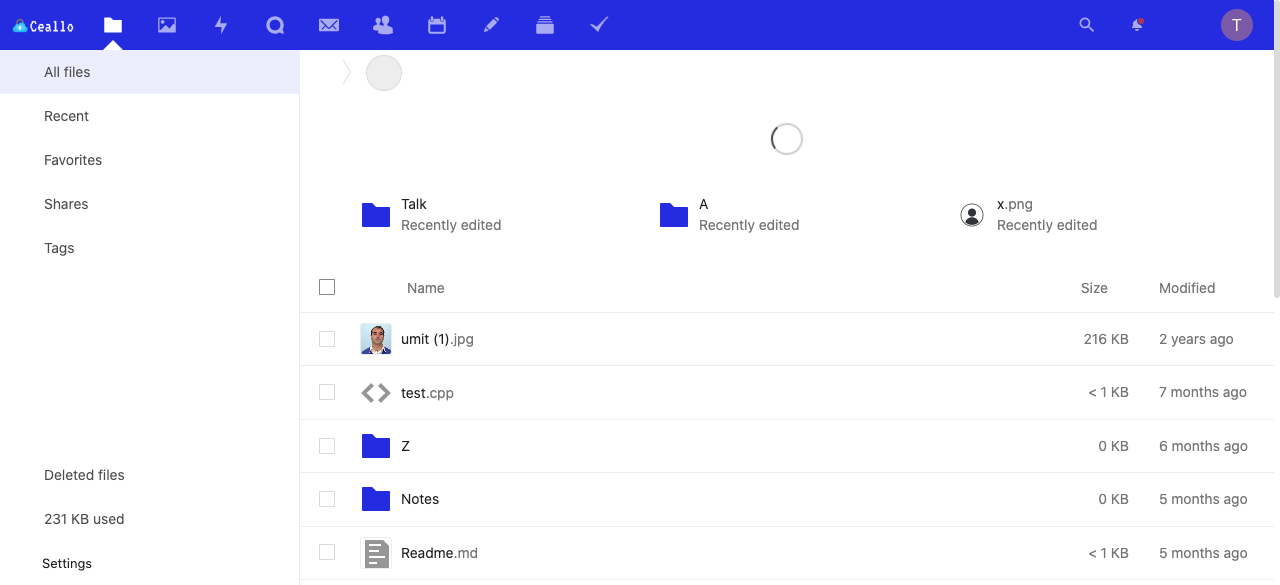 Ceallo
T
All files
Recent
Favorites
Shares
Tags
Deleted files
231 KB used
Settings
Talk
Recently edited
A
Recently edited
x.png
Recently edited
Name Size Modified
umit (1).jpg 216 KB 2 years ago
test.cpp < 1 KB 7 months ago
Z 0 KB 6 months ago
Notes 0 KB 5 months ago
Readme.md < 1 KB 5 months ago